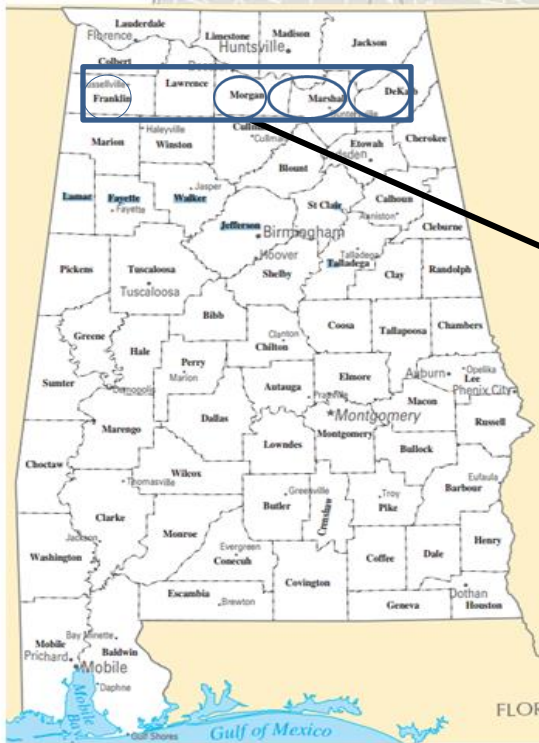 Lauderdale
Florence
Limestone
Madison
Huntsville
Jackson
Colbert
Franklin
Lawrence
Morgan
Marshal
DeKalb
Marion
Haleyville
Winston
Cullman
Blount
Etowah
Cherokee
Lamar
Fayette
Fayette
Walker
Jasper
Jefferson
Birmingham
Hoover
St Clair
Calhoun
Anniston
Cleburne
Talladega
Talladega
Pickens
Tuscaloosa
Tuscaloosa
Shelby
Clay
Randolph
Bibb
Greene
Hale
Perry
Marion
Chilton
Clanton
Coosa
Tallapoosa
Chambers
Sumter
Demopolis
Autauga
Prattville
Elmore
Auburn
Opelika
Lee
Phenix City
Marengo
Dallas
Montgomery
Montgomery
Macon
Russell
Lowndes
Bullock
Choctaw
Wilcox
Thomasville
Butler
Greenville
Crenshaw
Troy
Pike
Barbour
Eufaula
Clarke
Jackson
Monroe
Evergreen
Conecuh
Covington
Coffee
Dale
Henry
Washington
Escambia
Brewton
Geneva
Houston
Dothan
Mobile
Prichard
Mobile
Bay Minette
Baldwin
Daphne
Mobile
Bay
Gulf Shores
Gulf of Mexico
FLOR